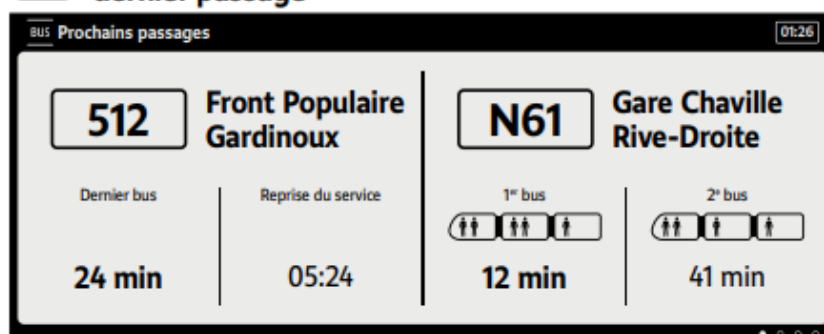 dernier passage
BUS Prochains passages
01:26
512
Front Populaire
Gardinoux
N61
Gare Chaville
Rive-Droite
Dernier bus
Reprise du service
1er bus
2e bus
24 min
05:24
12 min
41 min